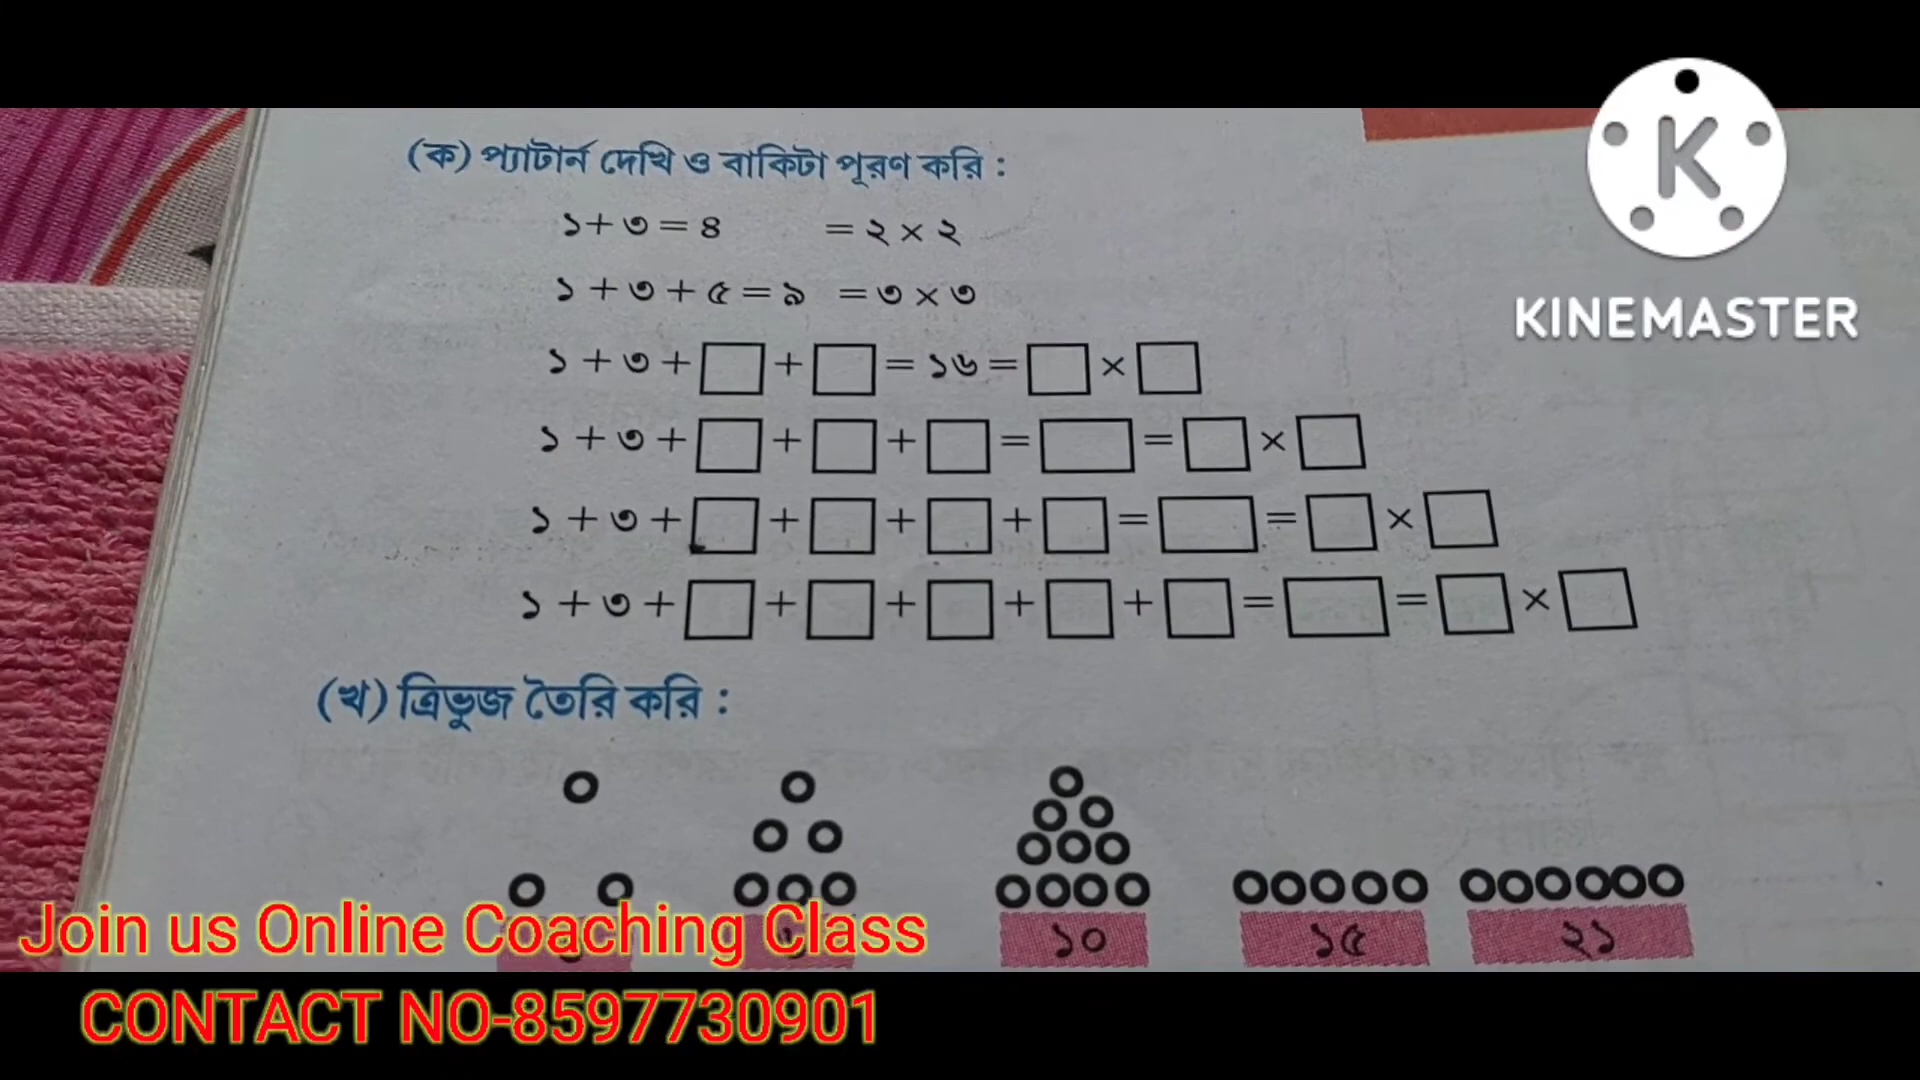 (ক) প্যাটার্ন দেখি ও বাকিটা পূরণ করি :
১ + ৩ = ৪ = ২ × ২
১ + ৩ + ৫ = ৯ = ৩ × ৩
১ + ৩ + □ + □ = ১৬ = □ × □
১ + ৩ + □ + □ + □ = □ = □ × □
১ + ৩ + □ + □ + □ + □ = □ = □ × □
১ + ৩ + □ + □ + □ + □ + □ = □ = □ × □
(খ) ত্রিভুজ তৈরি করি :
১০ ১৫ ২১
K
KINEMASTER
Join us Online Coaching Class
CONTACT NO-8597730901